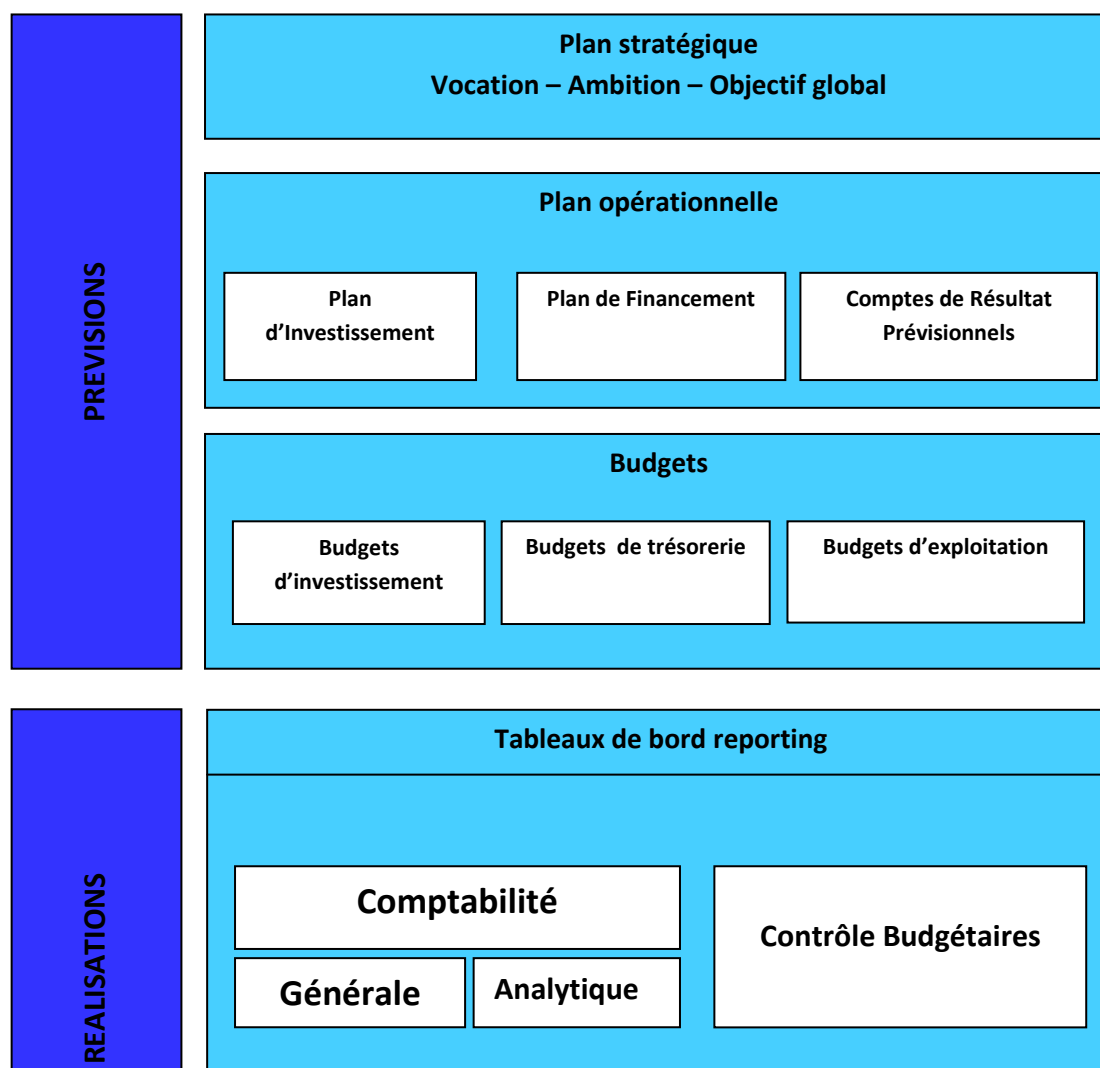 PREVISIONS
Plan stratégique
Vocation – Ambition – Objectif global
Plan opérationnelle
Plan
d’Investissement
Plan de Financement
Comptes de Résultat
Prévisionnels
Budgets
Budgets
d’investissement
Budgets de trésorerie
Budgets d’exploitation
REALISATIONS
Tableaux de bord reporting
Comptabilité
Générale
Analytique
Contrôle Budgétaires